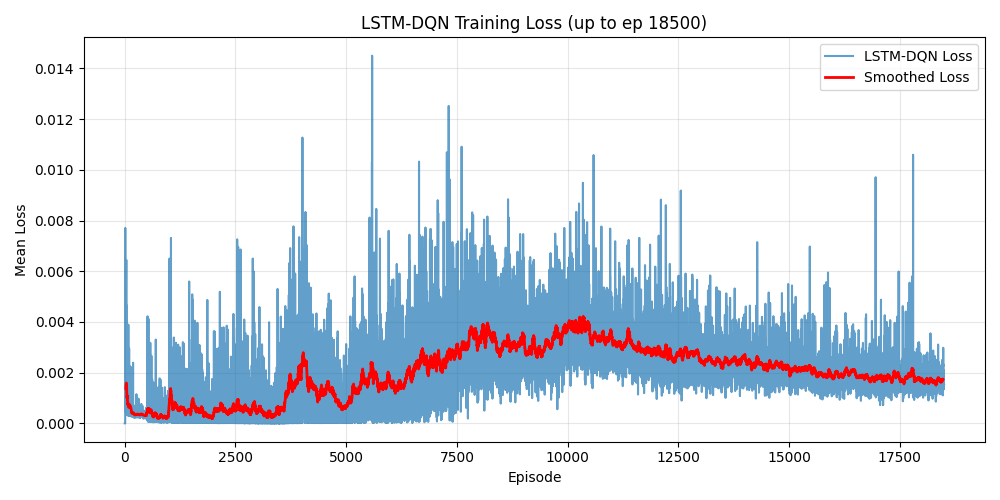 LSTM-DQN Training Loss (up to ep 18500)
LSTM-DQN Loss
Smoothed Loss
Mean Loss
0.014
0.012
0.010
0.008
0.006
0.004
0.002
0.000
0 2500 5000 7500 10000 12500 15000 17500
Episode